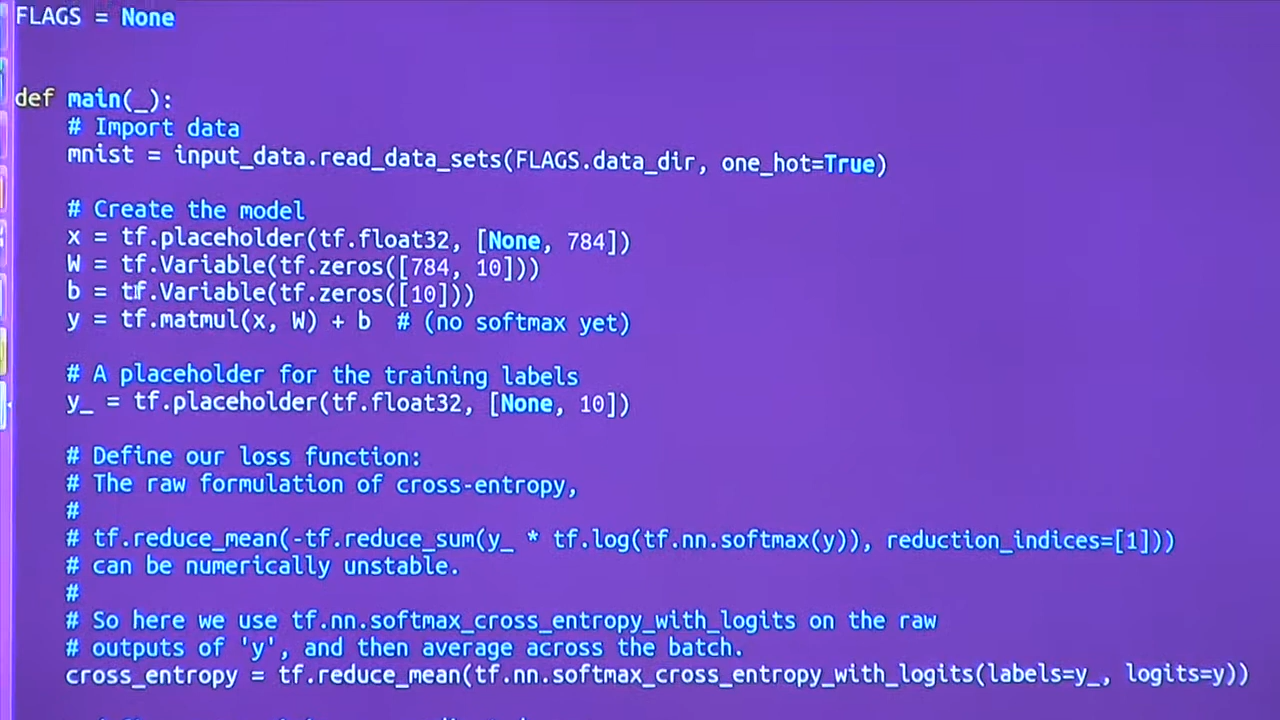 FLAGS = None
def main(_):
# Import data
mnist = input_data.read_data_sets(FLAGS.data_dir, one_hot=True)
# Create the model
x = tf.placeholder(tf.float32, [None, 784])
W = tf.Variable(tf.zeros([784, 10]))
b = tf.Variable(tf.zeros([10]))
y = tf.matmul(x, W) + b  # (no softmax yet)
# A placeholder for the training labels
y_ = tf.placeholder(tf.float32, [None, 10])
# Define our loss function:
# The raw formulation of cross-entropy,
#
# tf.reduce_mean(-tf.reduce_sum(y_ * tf.log(tf.nn.softmax(y)), reduction_indices=[1]))
# can be numerically unstable.
#
# So here we use tf.nn.softmax_cross_entropy_with_logits on the raw
# outputs of 'y', and then average across the batch.
cross_entropy = tf.reduce_mean(tf.nn.softmax_cross_entropy_with_logits(labels=y_, logits=y))